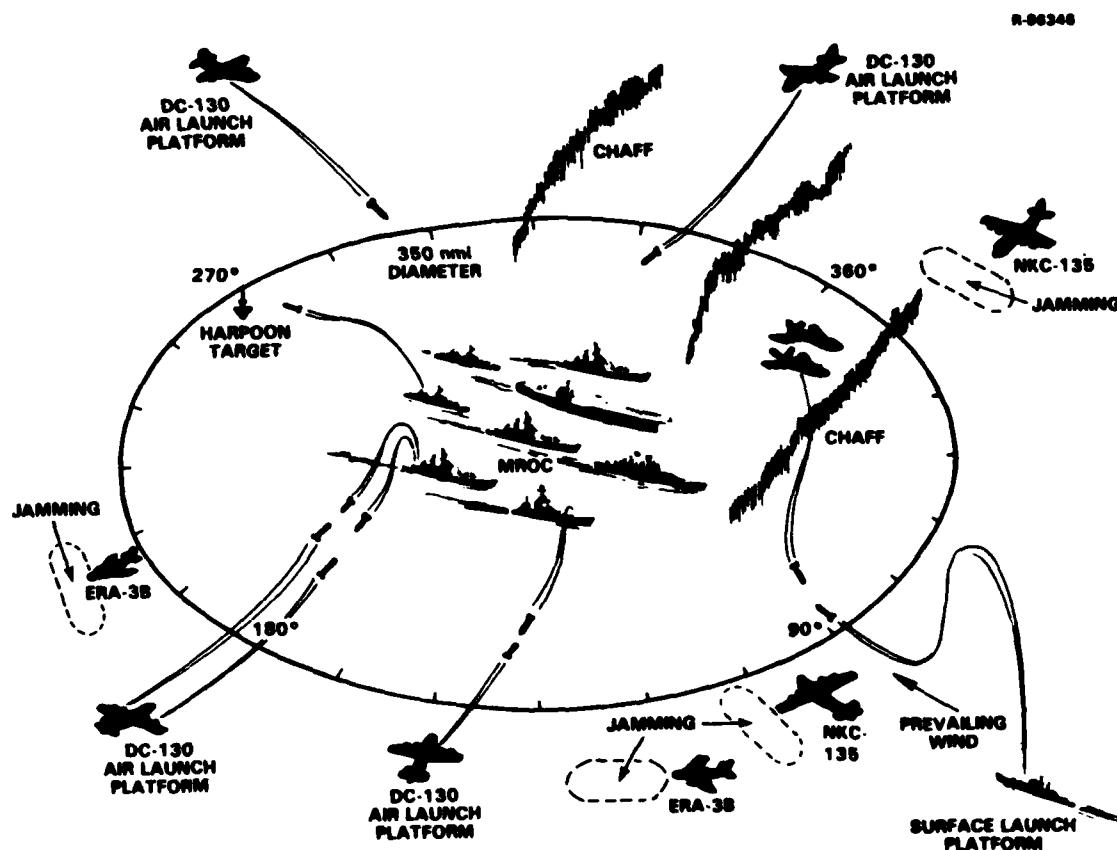 R-96346
DC-130
AIR LAUNCH
PLATFORM
DC-130
AIR LAUNCH
PLATFORM
CHAFF
NKC-135
JAMMING
350 nmi
DIAMETER
270°
360°
HARPOON
TARGET
CHAFF
MROC
JAMMING
ERA-3B
180°
90°
DC-130
AIR LAUNCH
PLATFORM
DC-130
AIR LAUNCH
PLATFORM
JAMMING
NKC-
135
ERA-3B
PREVAILING
WIND
SURFACE LAUNCH
PLATFORM